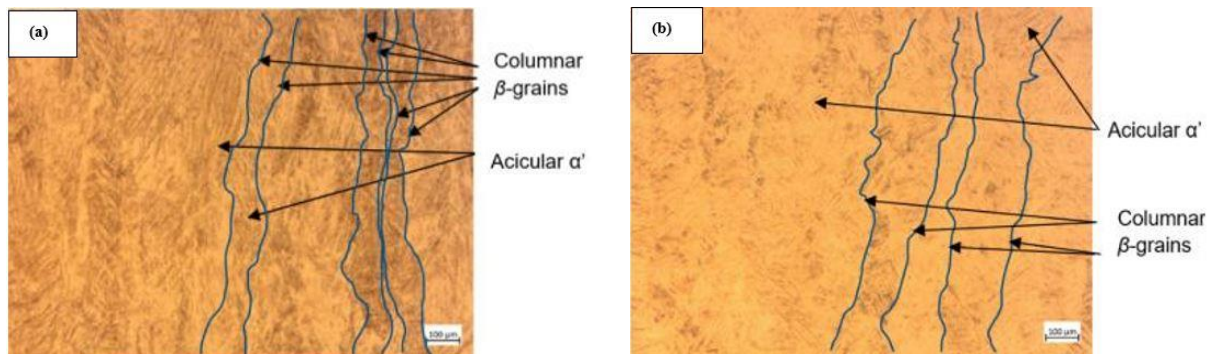 (a)
Columnar
β-grains
Acicular α’
100 μm
(b)
Acicular α’
Columnar
β-grains
100 μm